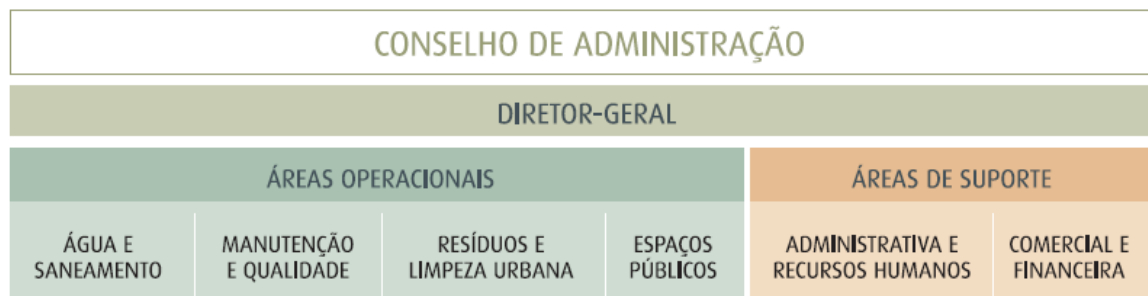 CONSELHO DE ADMINISTRAÇÃO
DIRETOR-GERAL
ÁREAS OPERACIONAIS
ÁREAS DE SUPORTE
ÁGUA E
SANEAMENTO
MANUTENÇÃO
E QUALIDADE
RESÍDUOS E
LIMPEZA URBANA
ESPAÇOS
PÚBLICOS
ADMINISTRATIVA E
RECURSOS HUMANOS
COMERCIAL E
FINANCEIRA